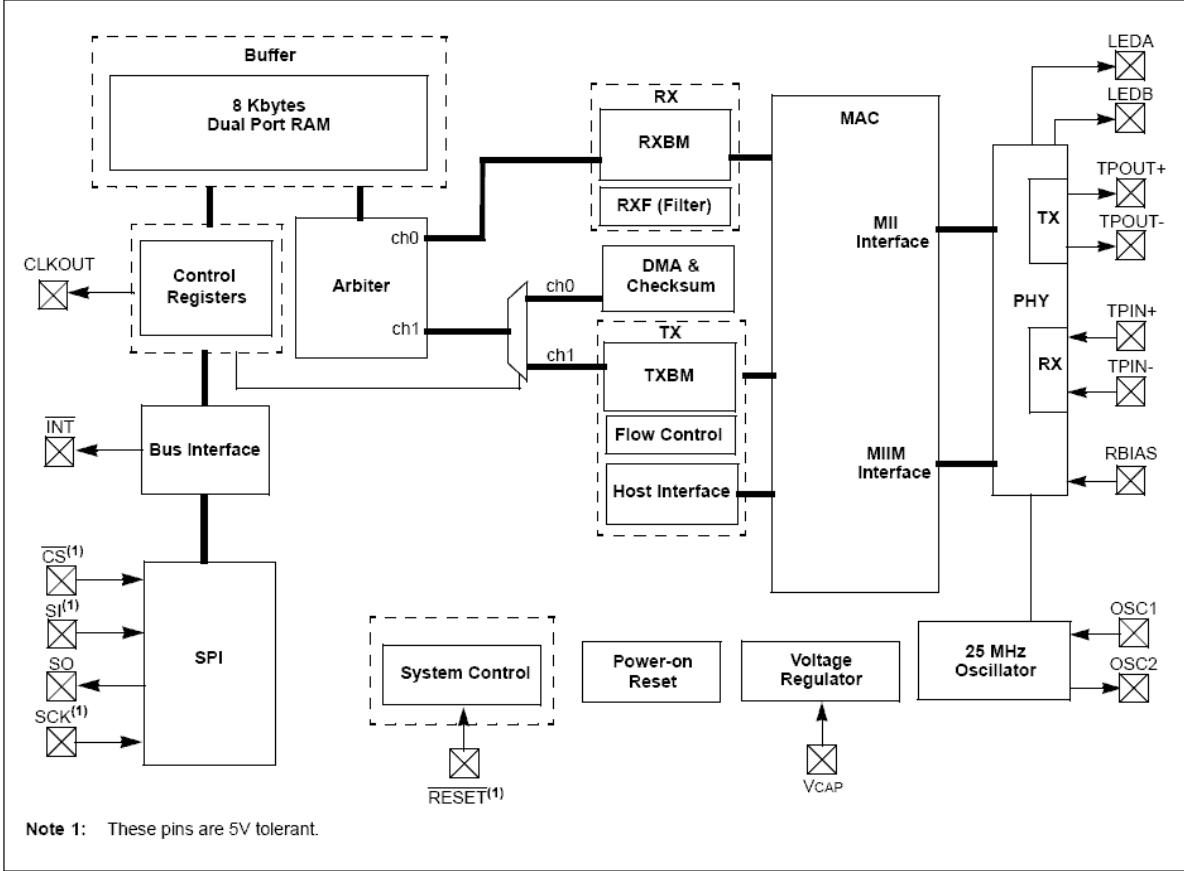 LEDA
Buffer
LEDB
8 Kbytes
Dual Port RAM
RX
MAC
RXBM
TPOUT+
RXF (Filter)
TX
ch0
MII
Interface
TPOUT-
CLKOUT
Control
Registers
Arbiter
DMA &
Checksum
ch0
PHY
TPIN+
ch1
TX
ch1
TXBM
RX
TPIN-
INT
Bus Interface
Flow Control
MIIM
Interface
RBIAS
Host Interface
CS(1)
SI(1)
SO
SCK(1)
SPI
System Control
Power-on
Reset
Voltage
Regulator
25 MHz
Oscillator
OSC1
OSC2
RESET(1)
VCAP
Note 1: These pins are 5V tolerant.